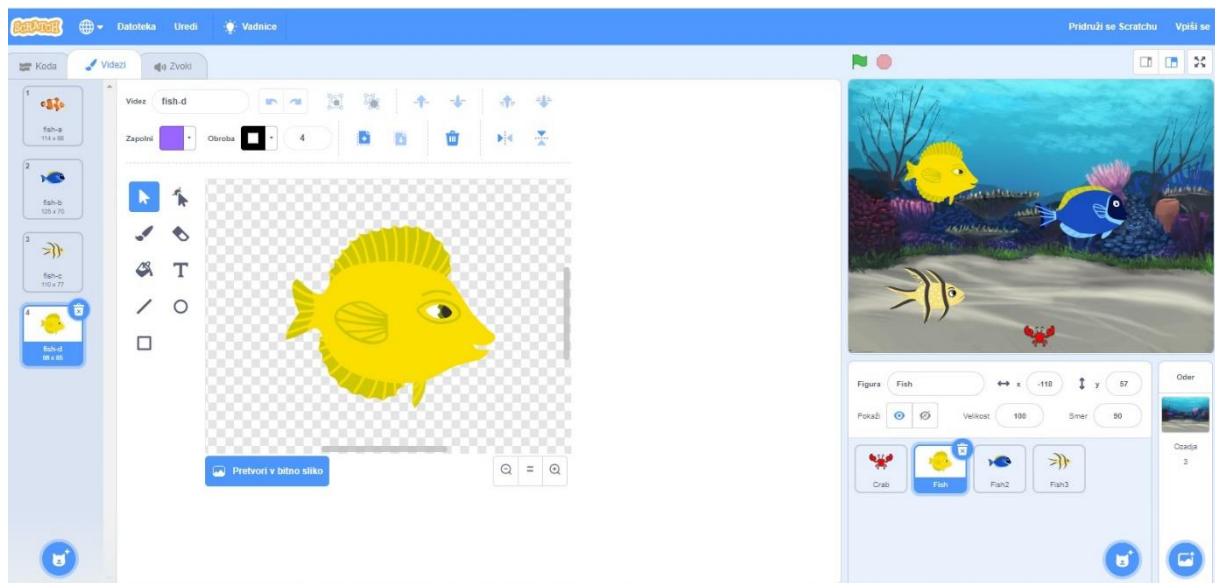 SCRATCH
Datoteka Uredi Vadnice
Pridruži se Scratchu Vpiši se
Koda Videzi Zvoki
1
fish-a
114 x 88
2
fish-b
125 x 70
3
fish-c
110 x 77
4
fish-d
88 x 85
Videz fish-d
Zapolni Obroba 4
T
Pretvori v bitno sliko
=
Figura Fish x -118 y 57
Pokaži Velikost 100 Smer 90
Crab Fish Fish2 Fish3
Oder
Ozadja
3